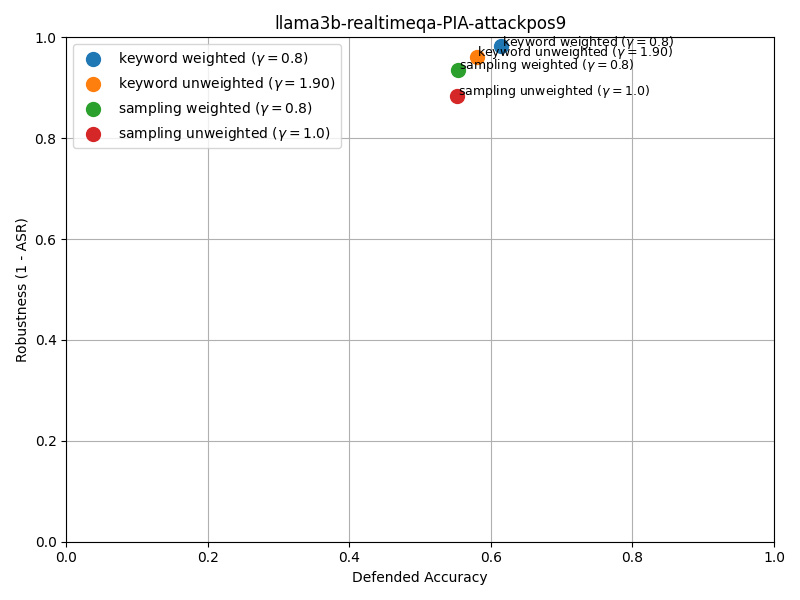 llama3b-realtimeqa-PIA-attackpos9
keyword weighted (γ = 0.8)
keyword unweighted (γ = 1.90)
sampling weighted (γ = 0.8)
sampling unweighted (γ = 1.0)
keyword weighted (γ = 0.8)
keyword unweighted (γ = 1.90)
sampling weighted (γ = 0.8)
sampling unweighted (γ = 1.0)
Robustness (1 - ASR)
1.0
0.8
0.6
0.4
0.2
0.0
0.0 0.2 0.4 0.6 0.8 1.0
Defended Accuracy